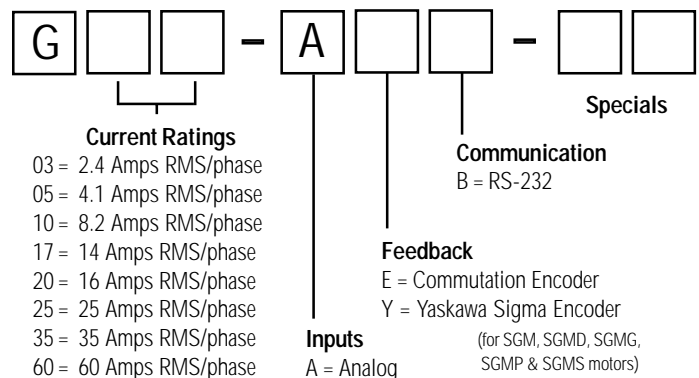 G - A -
Specials
Current Ratings
03 = 2.4 Amps RMS/phase
05 = 4.1 Amps RMS/phase
10 = 8.2 Amps RMS/phase
17 = 14 Amps RMS/phase
20 = 16 Amps RMS/phase
25 = 25 Amps RMS/phase
35 = 35 Amps RMS/phase
60 = 60 Amps RMS/phase
Communication
B = RS-232
Feedback
E = Commutation Encoder
Y = Yaskawa Sigma Encoder
(for SGM, SGMD, SGMG,
SGMP & SGMS motors)
Inputs
A = Analog